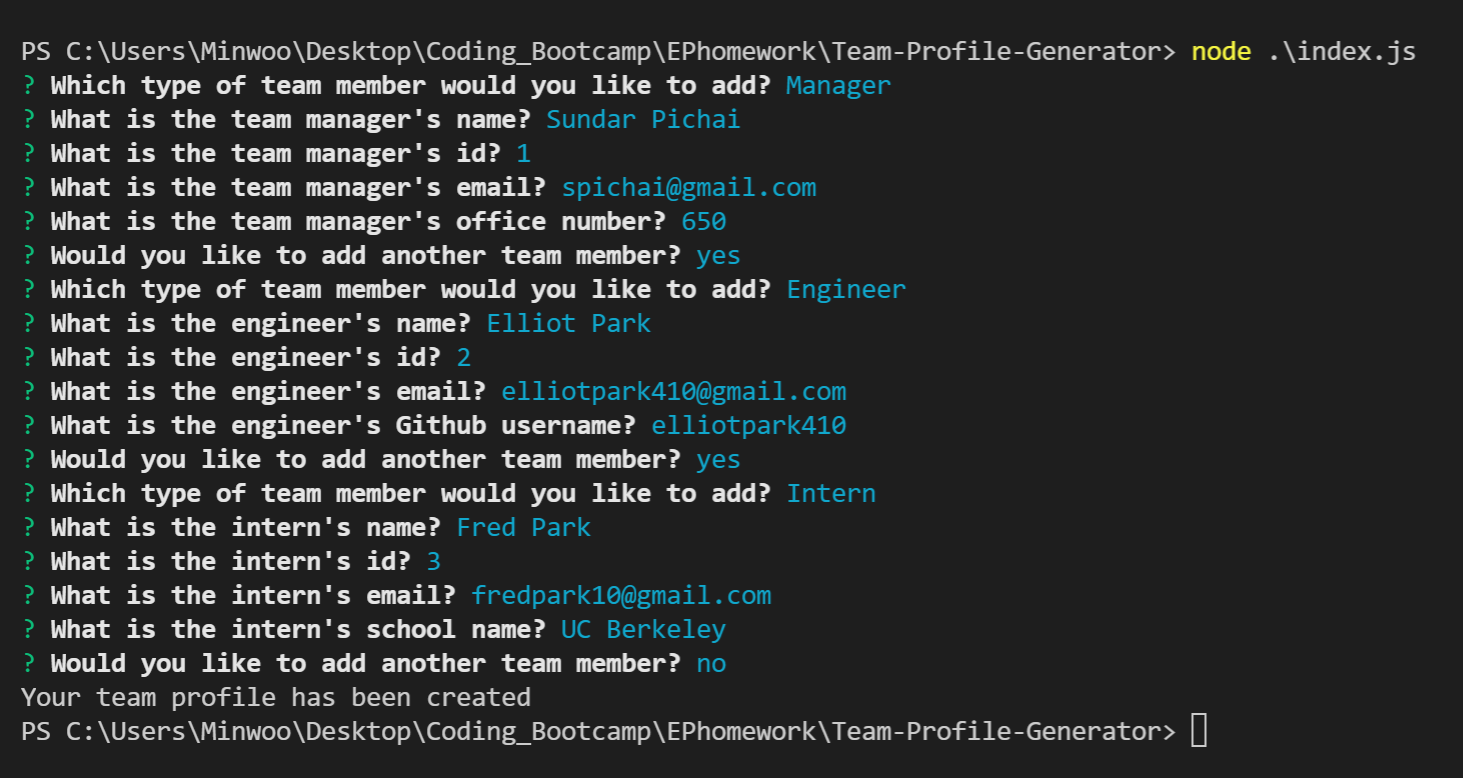 PS C:\Users\Minwoo\Desktop\Coding_Bootcamp\EPhomework\Team-Profile-Generator> node .\index.js
? Which type of team member would you like to add? Manager
? What is the team manager's name? Sundar Pichai
? What is the team manager's id? 1
? What is the team manager's email? spichai@gmail.com
? What is the team manager's office number? 650
? Would you like to add another team member? yes
? Which type of team member would you like to add? Engineer
? What is the engineer's name? Elliot Park
? What is the engineer's id? 2
? What is the engineer's email? elliotpark410@gmail.com
? What is the engineer's Github username? elliotpark410
? Would you like to add another team member? yes
? Which type of team member would you like to add? Intern
? What is the intern's name? Fred Park
? What is the intern's id? 3
? What is the intern's email? fredpark10@gmail.com
? What is the intern's school name? UC Berkeley
? Would you like to add another team member? no
Your team profile has been created
PS C:\Users\Minwoo\Desktop\Coding_Bootcamp\EPhomework\Team-Profile-Generator>